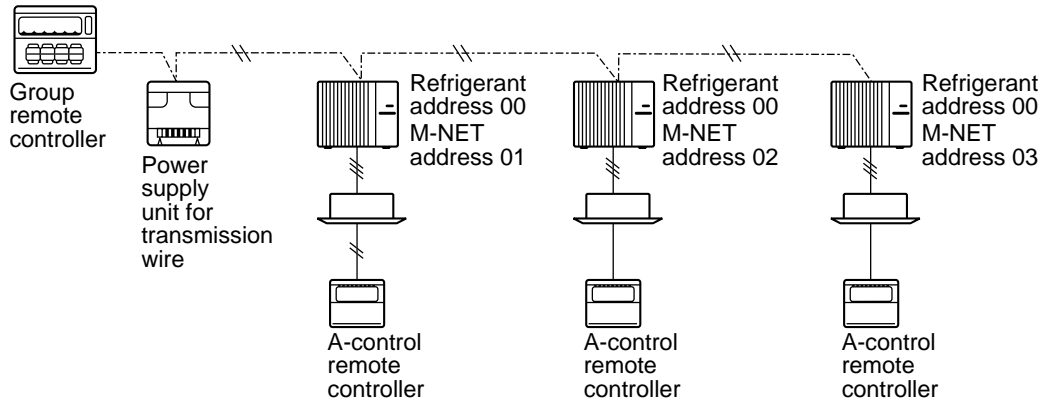 Group
remote
controller
Power
supply
unit for
transmission
wire
Refrigerant
address 00
M-NET
address 01
Refrigerant
address 00
M-NET
address 02
Refrigerant
address 00
M-NET
address 03
A-control
remote
controller
A-control
remote
controller
A-control
remote
controller